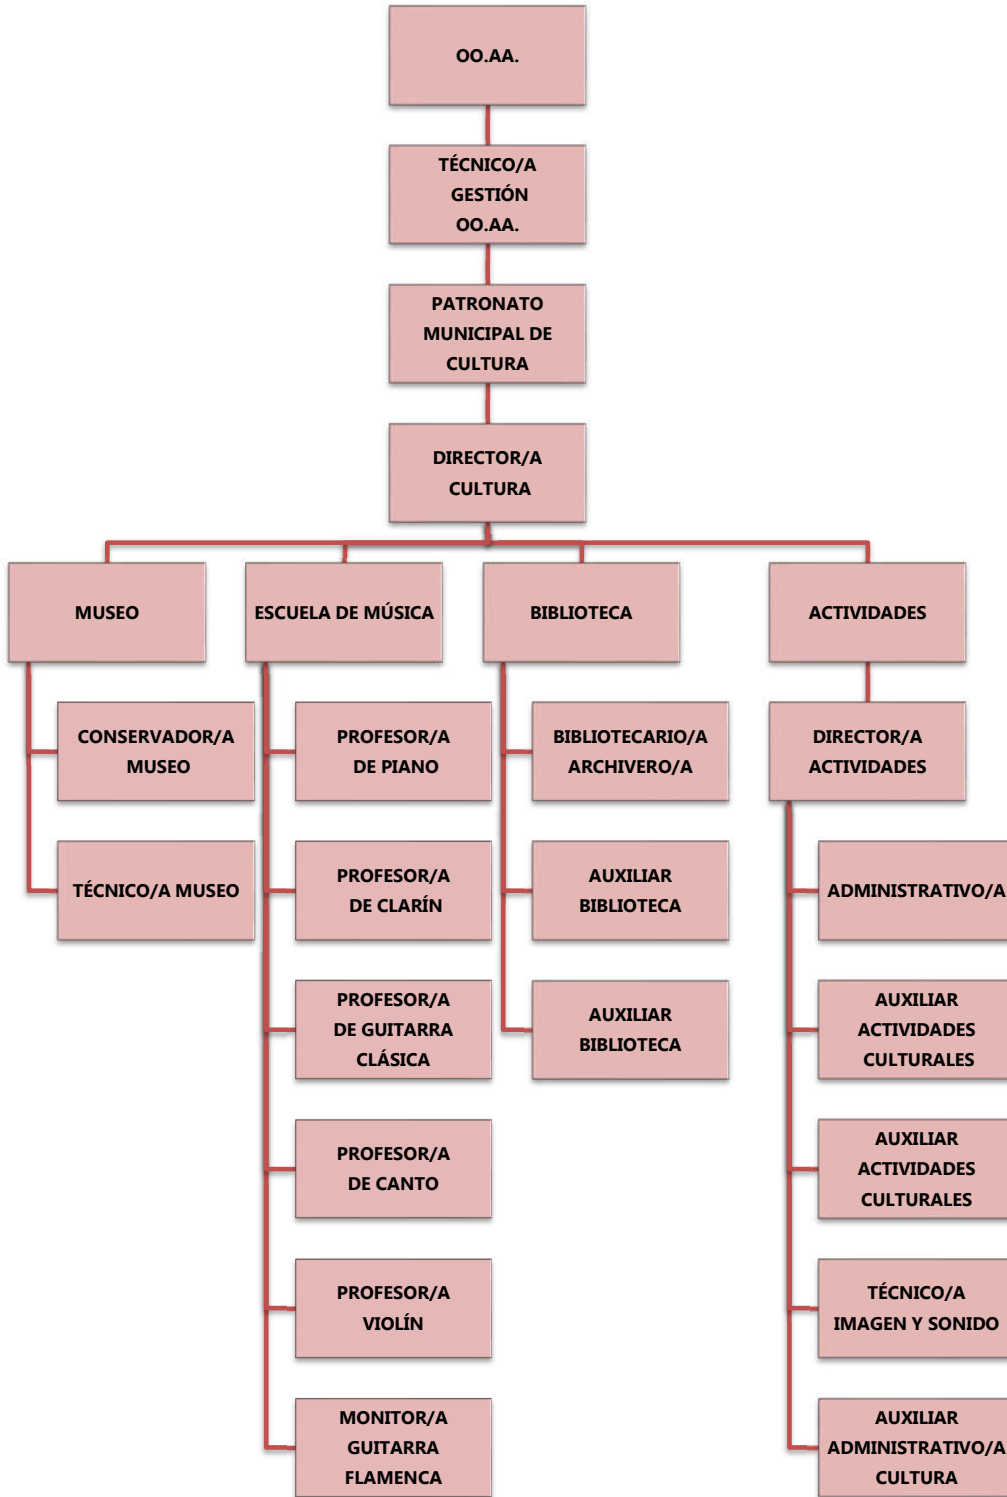 OO.AA.
TÉCNICO/A
GESTIÓN
OO.AA.
PATRONATO
MUNICIPAL DE
CULTURA
DIRECTOR/A
CULTURA
MUSEO
ESCUELA DE MÚSICA
BIBLIOTECA
ACTIVIDADES
CONSERVADOR/A
MUSEO
TÉCNICO/A MUSEO
PROFESOR/A
DE PIANO
PROFESOR/A
DE CLARÍN
PROFESOR/A
DE GUITARRA
CLÁSICA
PROFESOR/A
DE CANTO
PROFESOR/A
VIOLÍN
MONITOR/A
GUITARRA
FLAMENCA
BIBLIOTECARIO/A
ARCHIVERO/A
AUXILIAR
BIBLIOTECA
AUXILIAR
BIBLIOTECA
DIRECTOR/A
ACTIVIDADES
ADMINISTRATIVO/A
AUXILIAR
ACTIVIDADES
CULTURALES
AUXILIAR
ACTIVIDADES
CULTURALES
TÉCNICO/A
IMAGEN Y SONIDO
AUXILIAR
ADMINISTRATIVO/A
CULTURA